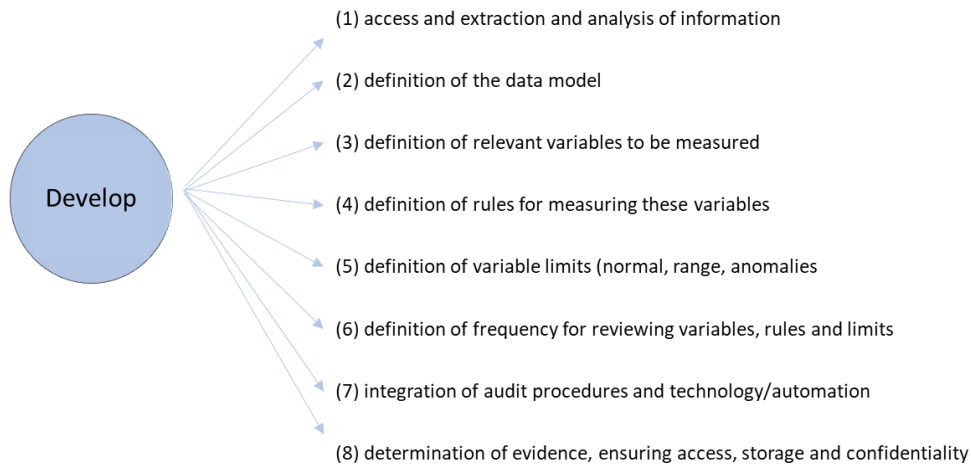 (1) access and extraction and analysis of information
(2) definition of the data model
(3) definition of relevant variables to be measured
Develop
(4) definition of rules for measuring these variables
(5) definition of variable limits (normal, range, anomalies
(6) definition of frequency for reviewing variables, rules and limits
(7) integration of audit procedures and technology/automation
(8) determination of evidence, ensuring access, storage and confidentiality